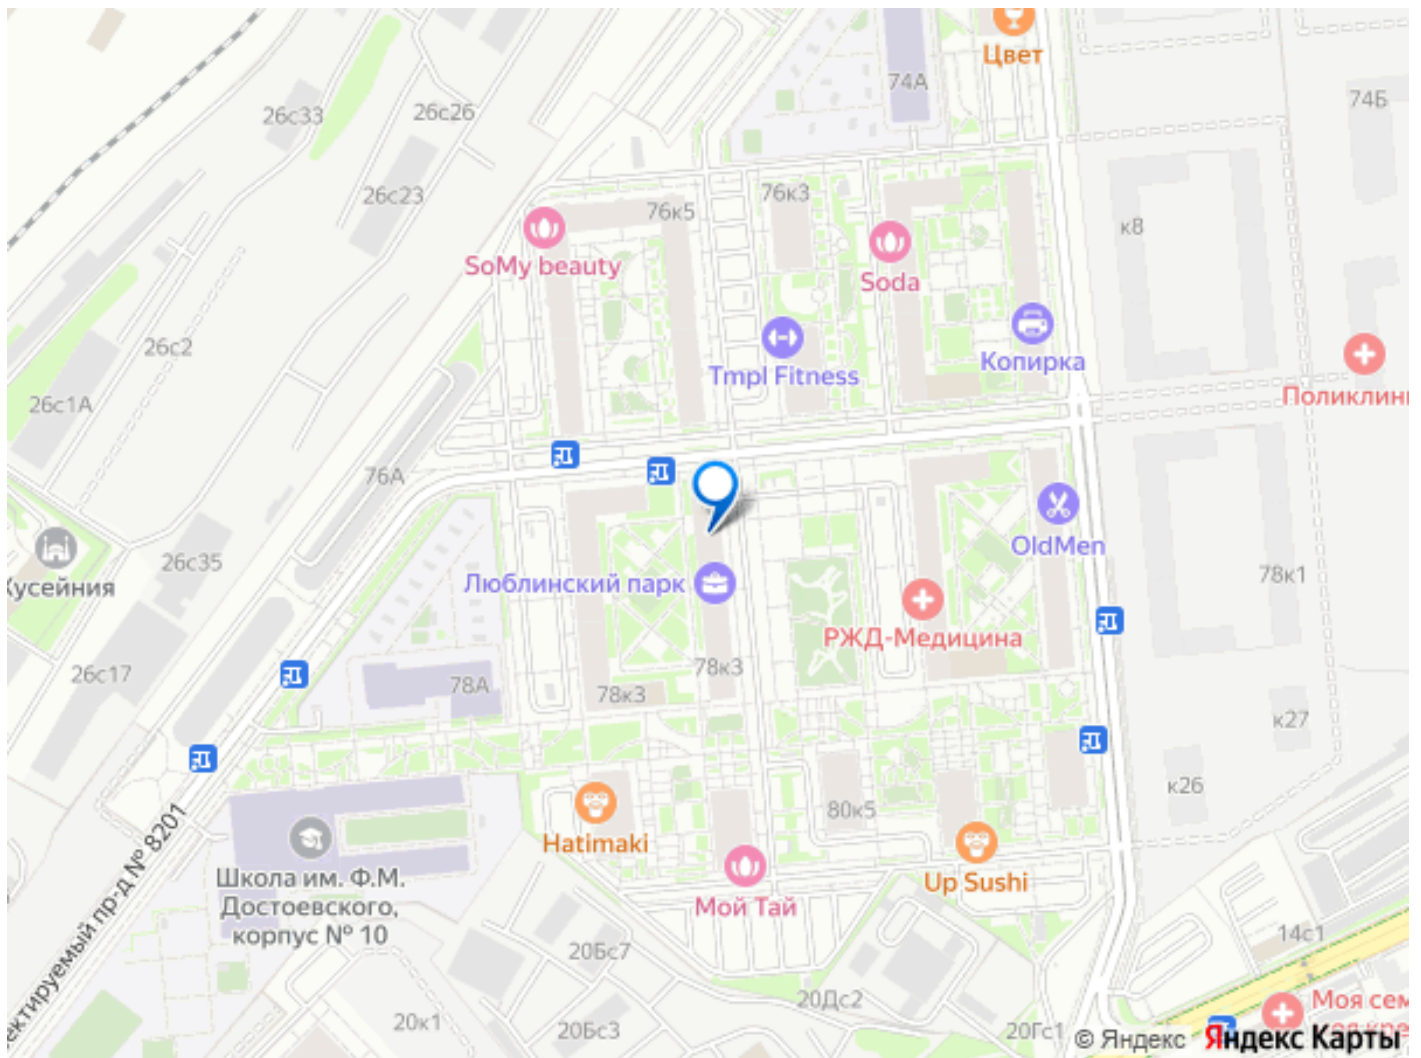 Цвет
74А
74Б
26с33
26с26
26с23
76к5
76к3
к8
SoMy beauty
Soda
Копирка
26с2
Tmpl Fitness
26с1А
Поликлин
76А
OldMen
26с35
Хусейния
Люблинский парк
78к1
РЖД-Медицина
26с17
78А
78к3
78к3
к27
к26
80к5
Hatimaki
Up Sushi
Школа им. Ф.М.
Достоевского,
корпус № 10
Мой Тай
ектируемый пр-д № 8201
20Бс7
14с1
20Дс2
Моя сем
20к1
20Бс3
20Гс1
© Яндекс Яндекс Карты